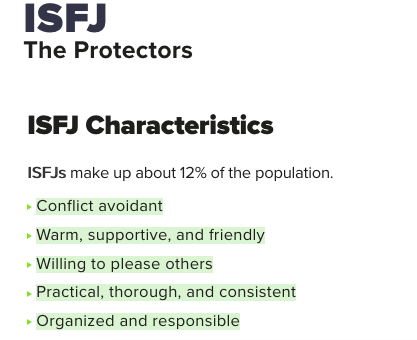 ISFJ
The Protectors
ISFJ Characteristics
ISFJs make up about 12% of the population.
Conflict avoidant
Warm, supportive, and friendly
Willing to please others
Practical, thorough, and consistent
Organized and responsible